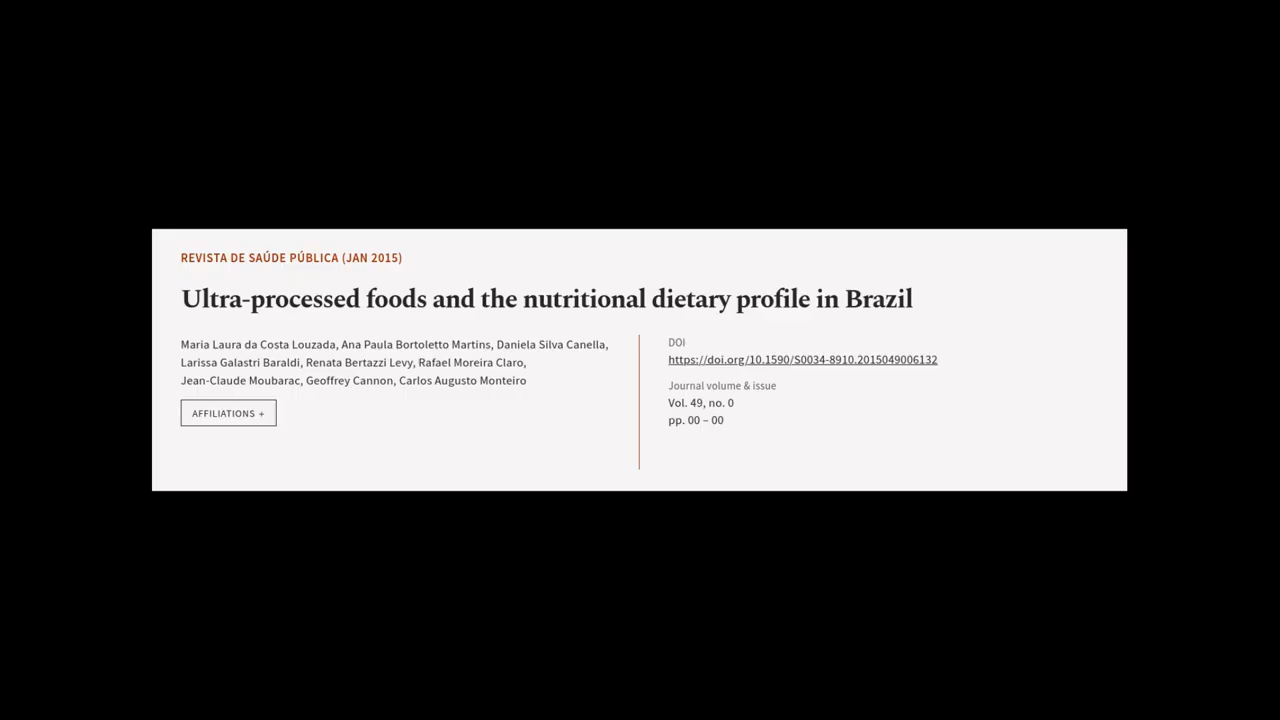 REVISTA DE SAÚDE PÚBLICA (JAN 2015)
Ultra-processed foods and the nutritional dietary profile in Brazil
Maria Laura da Costa Louzada, Ana Paula Bortoletto Martins, Daniela Silva Canella,
Larissa Galastri Baraldi, Renata Bertazzi Levy, Rafael Moreira Claro,
Jean-Claude Moubarac, Geoffrey Cannon, Carlos Augusto Monteiro
AFFILIATIONS +
DOI
https://doi.org/10.1590/S0034-8910.2015049006132
Journal volume & issue
Vol. 49, no. 0
pp. 00 – 00